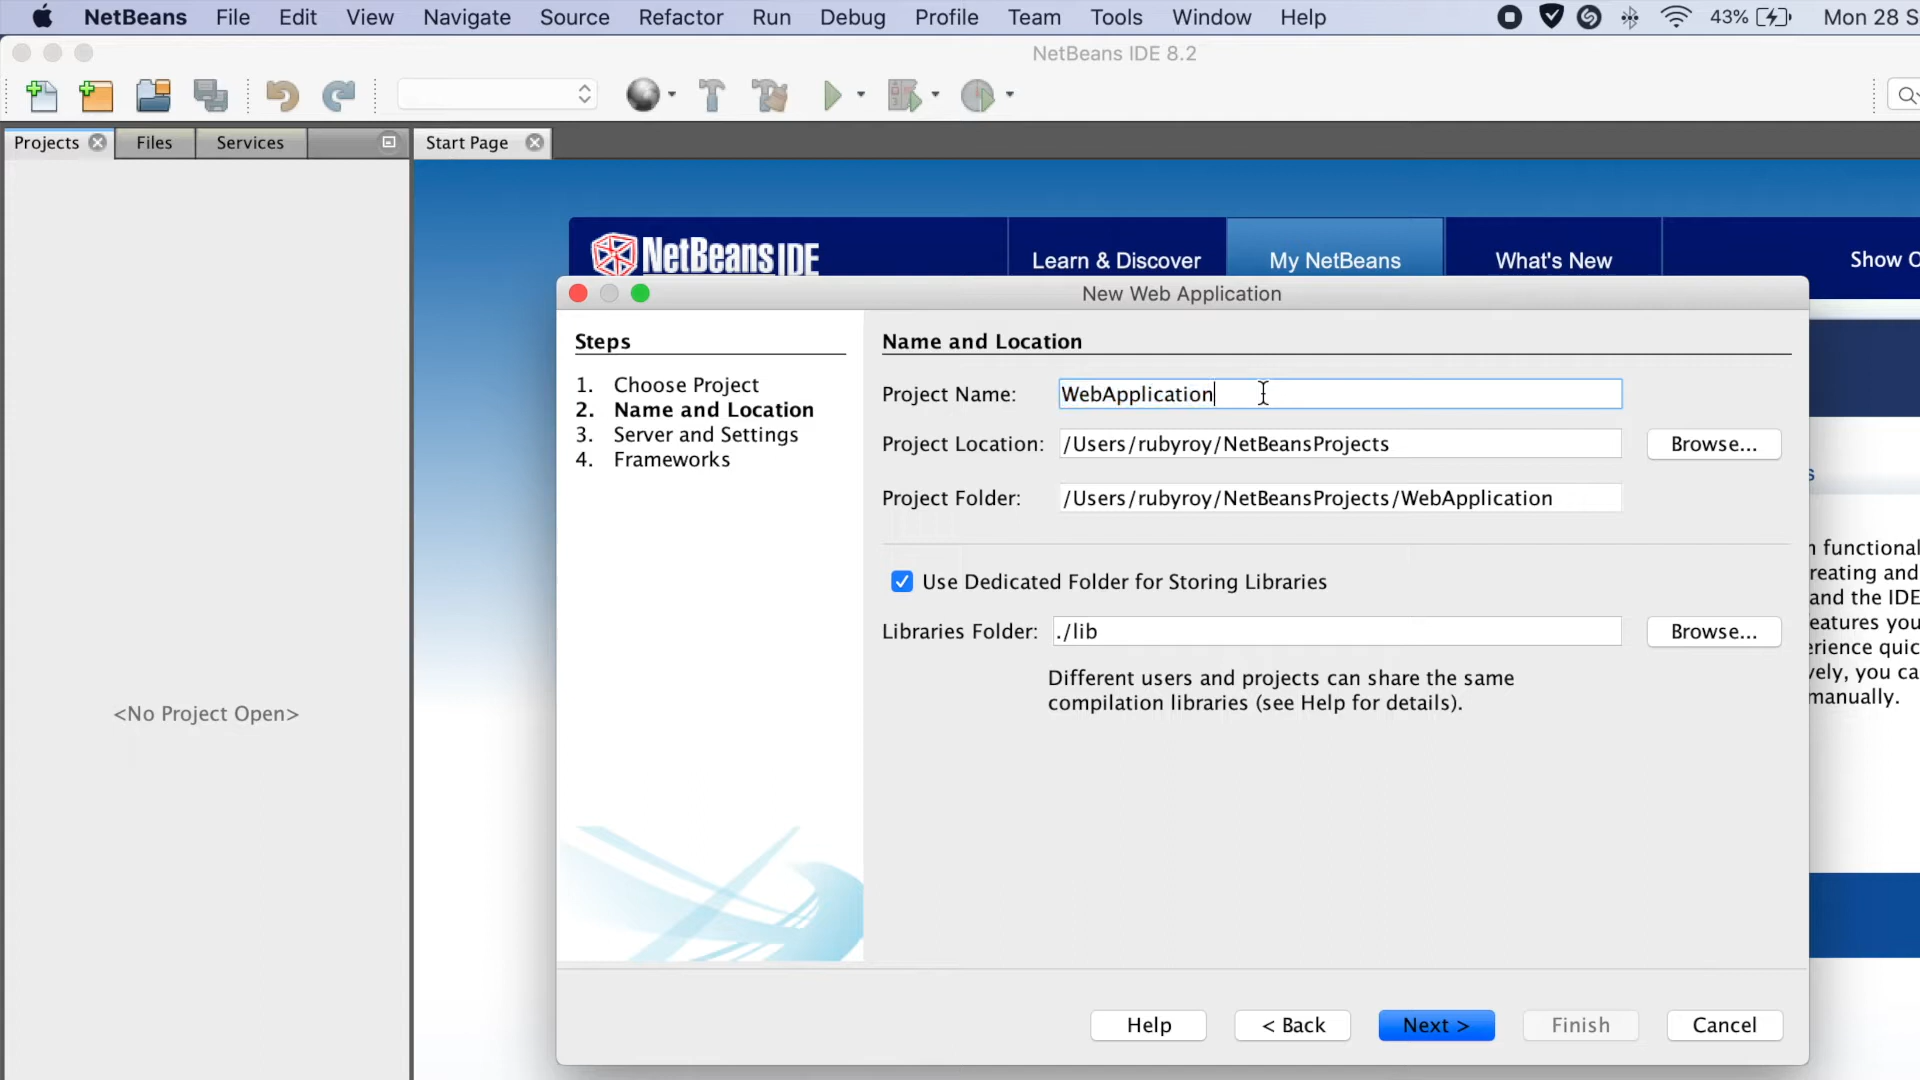 NetBeans File Edit View Navigate Source Refactor Run Debug Profile Team Tools Window Help 43% Mon 28 S
NetBeans IDE 8.2
Projects Files Services Start Page
NetBeans IDE Learn & Discover My NetBeans What's New Show O
New Web Application
Steps
1. Choose Project
2. Name and Location
3. Server and Settings
4. Frameworks
Name and Location
Project Name: WebApplication
Project Location: /Users/rubyroy/NetBeansProjects Browse...
Project Folder: /Users/rubyroy/NetBeansProjects/WebApplication
Use Dedicated Folder for Storing Libraries
Libraries Folder: ./lib Browse...
Different users and projects can share the same
compilation libraries (see Help for details).
<No Project Open>
s
n functional
reating and
and the IDE
eatures you
erience quic
vely, you ca
manually.
Help < Back Next > Finish Cancel